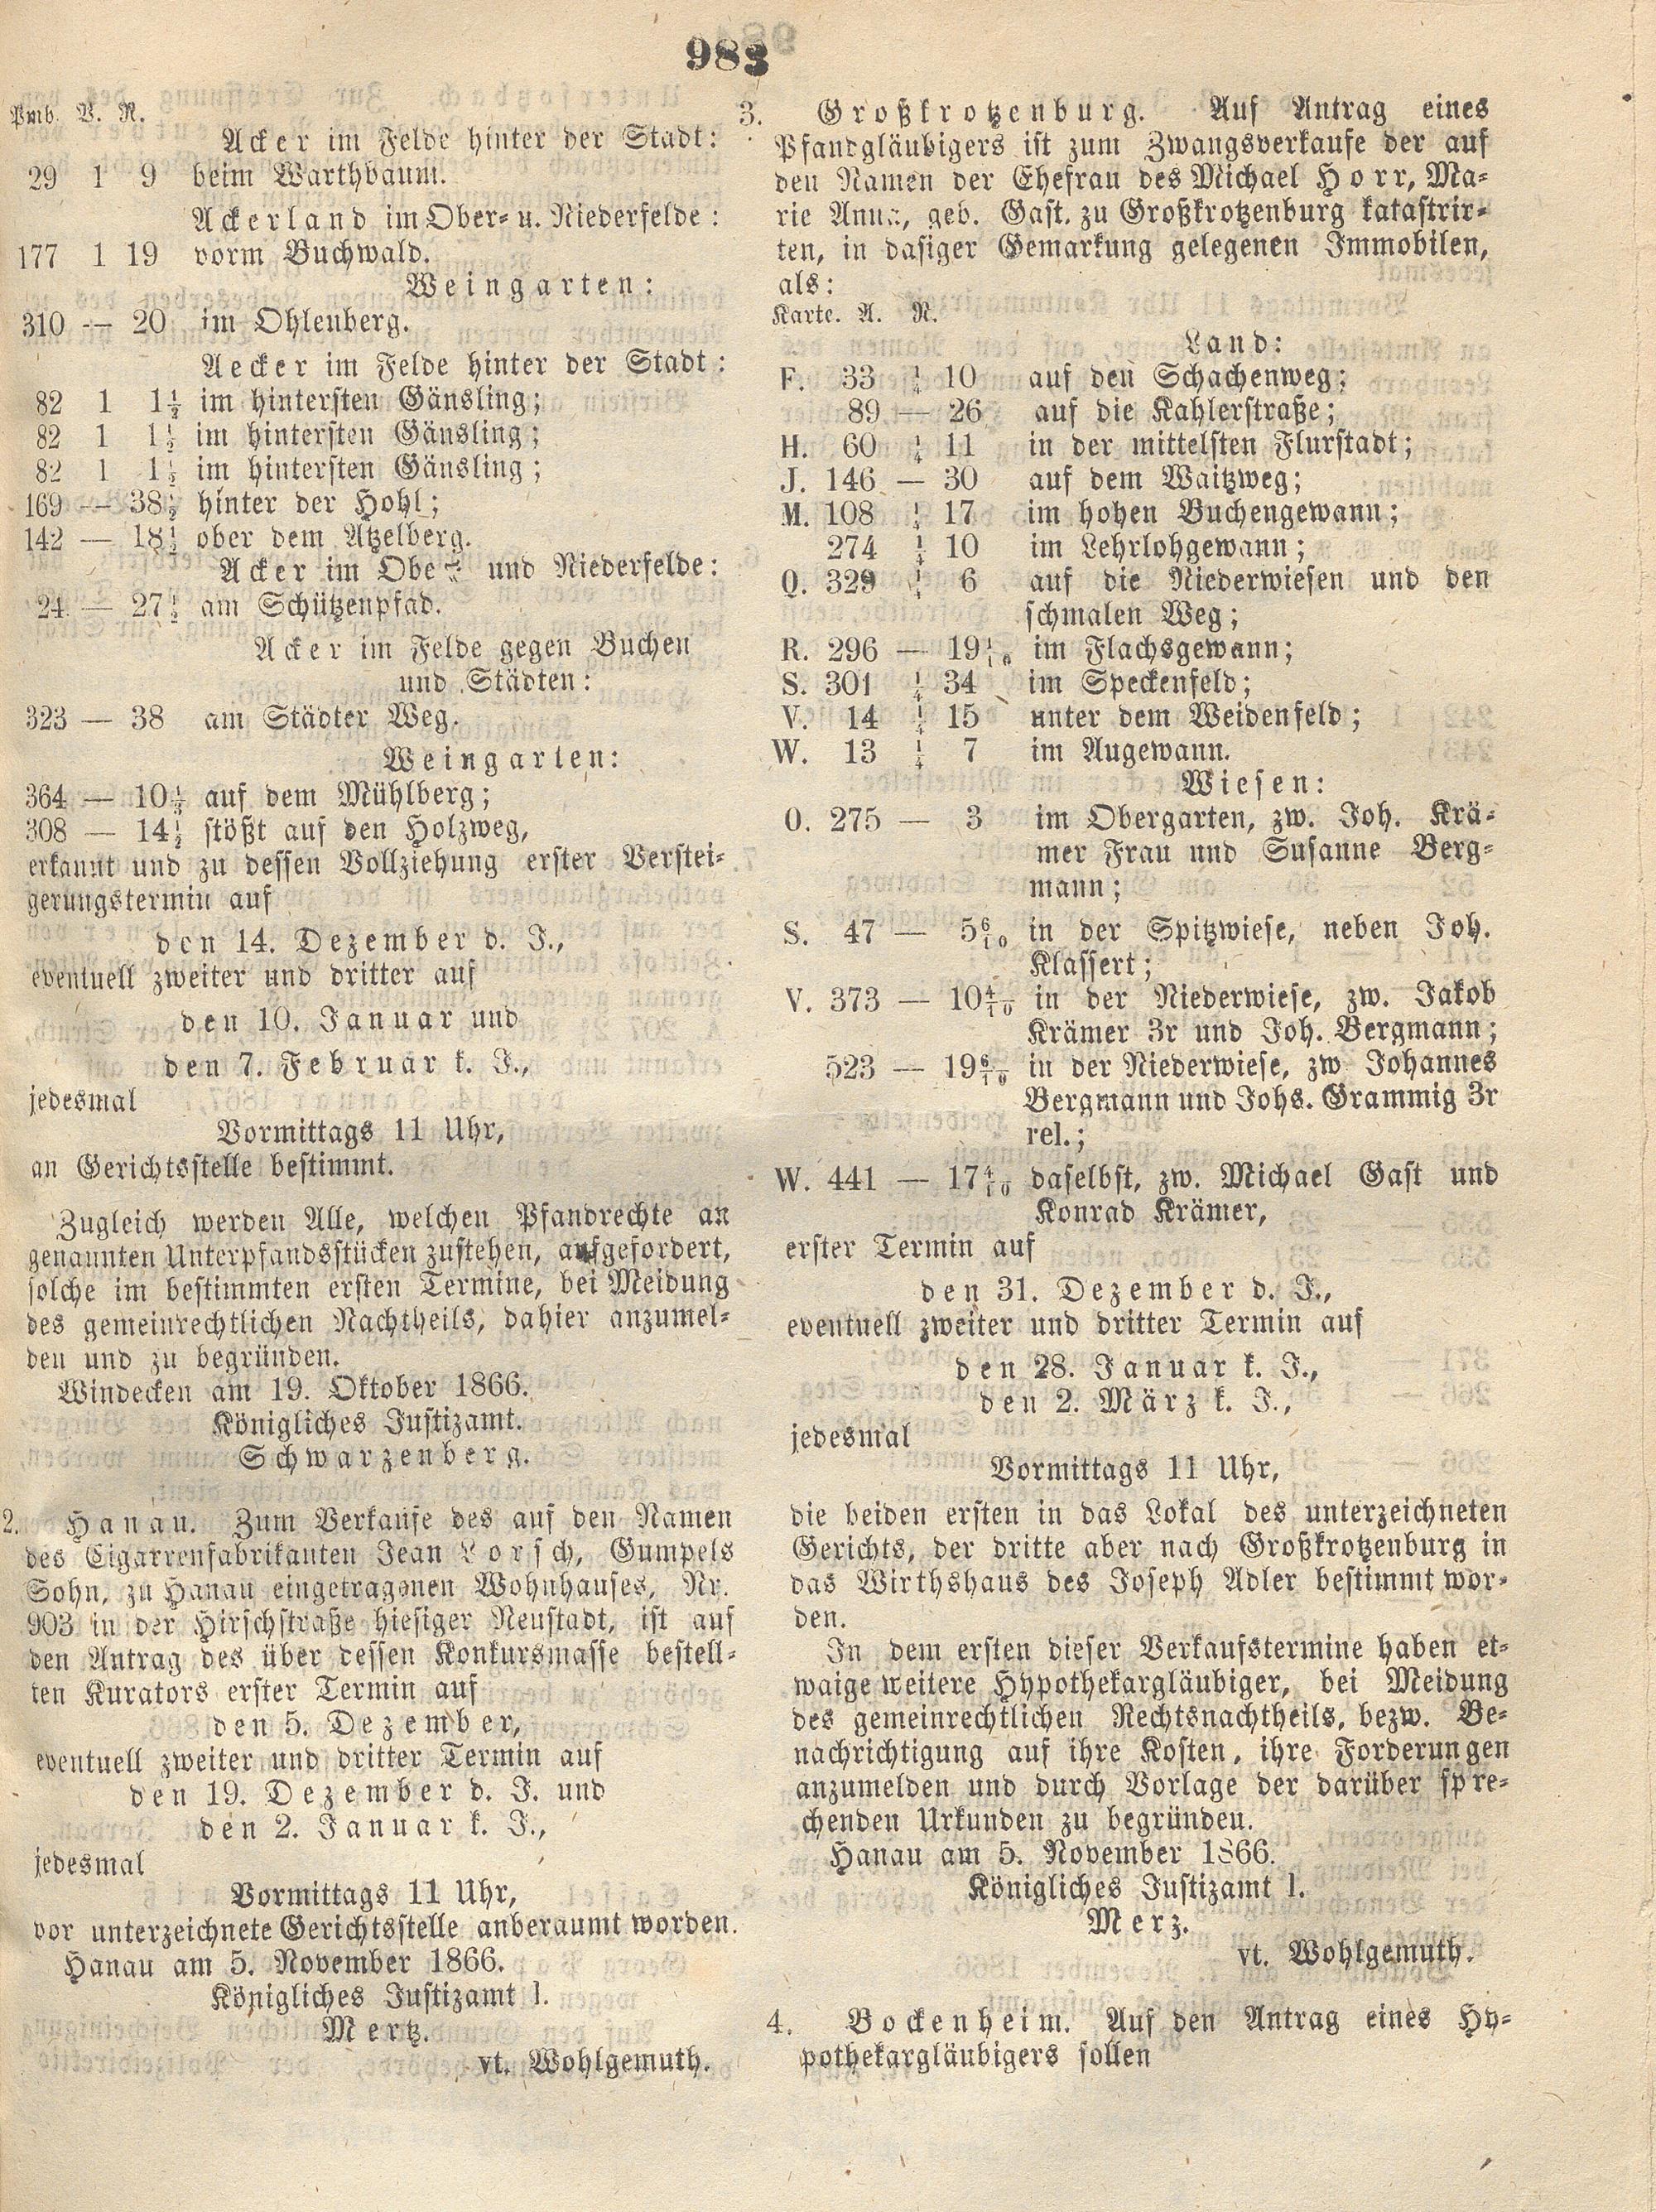 983
Pmb. V. R.
Acker im Felde hinter der Stadt:
29 1 9 beim Warthbaum.
Ackerland im Ober- u. Niederfelde:
177 1 19 vorm Buchwald.
Weingarten:
310 — 20 im Ohlenberg.
Aecker im Felde hinter der Stadt:
82 1 1½ im hintersten Gänsling;
82 1 1½ im hintersten Gänsling;
82 1 1½ im hintersten Gänsling;
169 — 38½ hinter der Hohl;
142 — 18½ ober dem Atzelberg.
Acker im Ober- und Niederfelde:
24 — 27½ am Schützenpfad.
Acker im Felde gegen Buchen
und Städten:
323 — 38 am Städter Weg.
Weingarten:
364 — 10⅓ auf dem Mühlberg;
308 — 14½ stößt auf den Holzweg,
erkannt und zu dessen Vollziehung erster Verstei-
gerungstermin auf
den 14. Dezember d. J.,
eventuell zweiter und dritter auf
den 10. Januar und
den 7. Februar k. J.,
jedesmal
Vormittags 11 Uhr,
an Gerichtsstelle bestimmt.
Zugleich werden Alle, welchen Pfandrechte an
genannten Unterpfandsstücken zustehen, aufgefordert,
solche im bestimmten ersten Termine, bei Meidung
des gemeinrechtlichen Nachtheils, dahier anzumel-
den und zu begründen.
Windecken am 19. Oktober 1866.
Königliches Justizamt.
Schwarzenberg.
2. Hanau. Zum Verkaufe des auf den Namen
des Cigarrenfabrikanten Jean Lorsch, Gumpels
Sohn, zu Hanau eingetragenen Wohnhauses, Nr.
903 in der Hirschstraße hiesiger Neustadt, ist auf
den Antrag des über dessen Konkursmasse bestell-
ten Kurators erster Termin auf
den 5. Dezember,
eventuell zweiter und dritter Termin auf
den 19. Dezember d. J. und
den 2. Januar k. J.,
jedesmal
Vormittags 11 Uhr,
vor unterzeichnete Gerichtsstelle anberaumt worden.
Hanau am 5. November 1866.
Königliches Justizamt I.
Mertz.
vt. Wohlgemuth.
3. Großkrotzenburg. Auf Antrag eines
Pfandgläubigers ist zum Zwangsverkaufe der auf
den Namen der Ehefrau des Michael Horr, Ma-
rie Anna, geb. Gast. zu Großkrotzenburg katastrir-
ten, in dasiger Gemarkung gelegenen Immobilen,
als:
Karte. A. R.
Land:
F. 33 ¼ 10 auf den Schachenweg;
89 — 26 auf die Kahlerstraße;
H. 60 ¼ 11 in der mittelsten Flurstadt;
J. 146 — 30 auf dem Waitzweg;
M. 108 ¼ 17 im hohen Buchengewann;
274 ¼ 10 im Lehrlohgewann;
Q. 329 ¼ 6 auf die Niederwiesen und den
schmalen Weg;
R. 296 — 19 1/10 im Flachsgewann;
S. 301 ¼ 34 im Speckenfeld;
V. 14 ¼ 15 unter dem Weidenfeld;
W. 13 ¼ 7 im Augewann.
Wiesen:
O. 275 — 3 im Obergarten, zw. Joh. Krä-
mer Frau und Susanne Berg-
mann;
S. 47 — 5 6/10 in der Spitzwiese, neben Joh.
Klassert;
V. 373 — 10 4/10 in der Niederwiese, zw. Jakob
Krämer 3r und Joh. Bergmann;
523 — 19 6/10 in der Niederwiese, zw Johannes
Bergmann und Johs. Grammig 3r
rel.;
W. 441 — 17 4/10 daselbst, zw. Michael Gast und
Konrad Krämer,
erster Termin auf
den 31. Dezember d. J.,
eventuell zweiter und dritter Termin auf
den 28. Januar k. J.,
den 2. März k. J.,
jedesmal
Vormittags 11 Uhr,
die beiden ersten in das Lokal des unterzeichneten
Gerichts, der dritte aber nach Großkrotzenburg in
das Wirthshaus des Joseph Adler bestimmt wor-
den.
In dem ersten dieser Verkaufstermine haben et-
waige weitere Hypothekargläubiger, bei Meidung
des gemeinrechtlichen Rechtsnachtheils, bezw. Be-
nachrichtigung auf ihre Kosten, ihre Forderungen
anzumelden und durch Vorlage der darüber spre-
chenden Urkunden zu begründen.
Hanau am 5. November 1866.
Königliches Justizamt I.
Merz.
vt. Wohlgemuth.
4. Bockenheim. Auf den Antrag eines Hy-
pothekargläubigers sollen